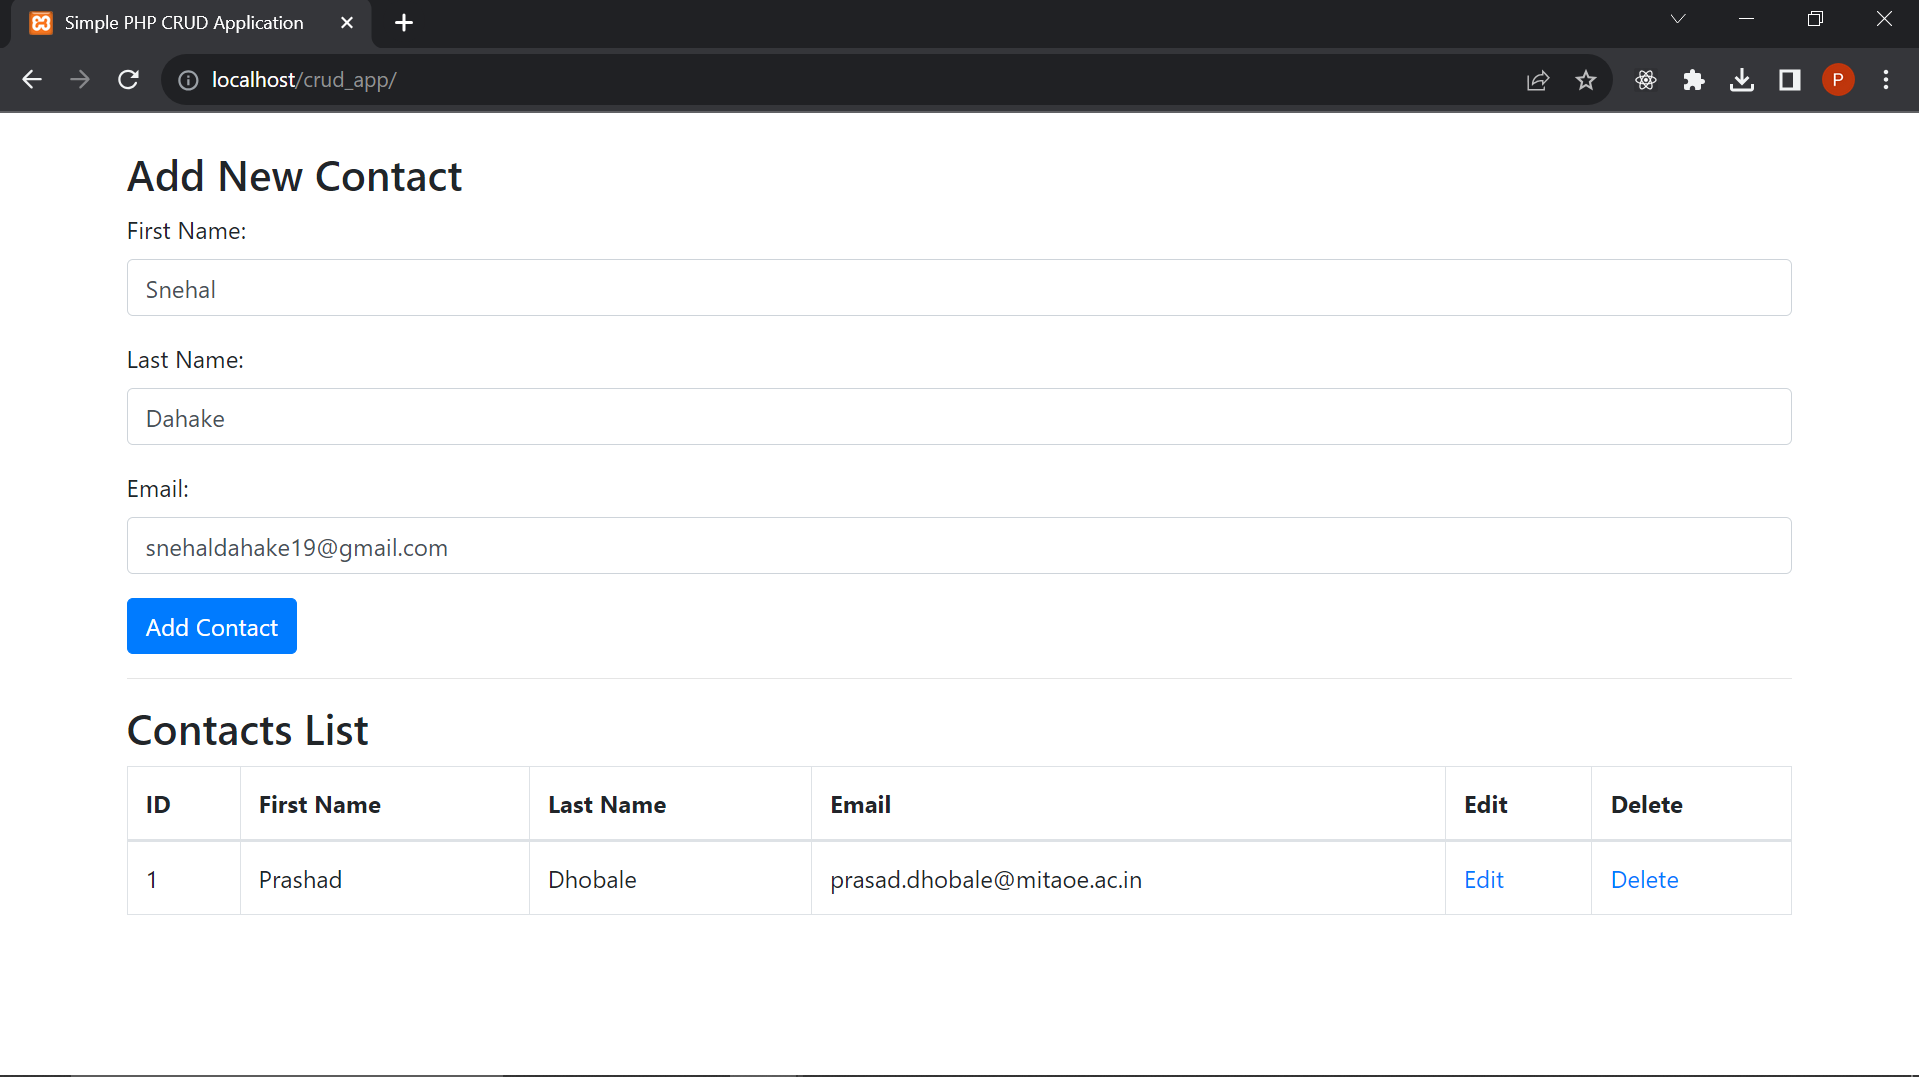 Simple PHP CRUD Application
localhost/crud_app/
P
Add New Contact
First Name:
Snehal
Last Name:
Dahake
Email:
snehaldahake19@gmail.com
Add Contact
Contacts List
ID First Name Last Name Email Edit Delete
1 Prashad Dhobale prasad.dhobale@mitaoe.ac.in Edit Delete